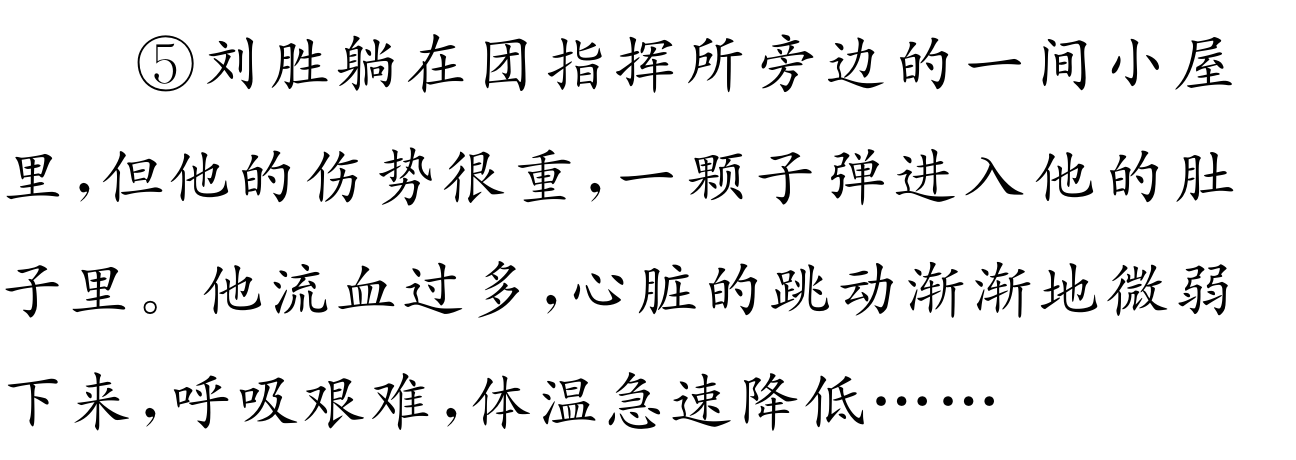 ⑤刘胜躺在团指挥所旁边的一间小屋
里,但他的伤势很重,一颗子弹进入他的肚
子里。他流血过多,心脏的跳动渐渐地微弱
下来,呼吸艰难,体温急速降低……